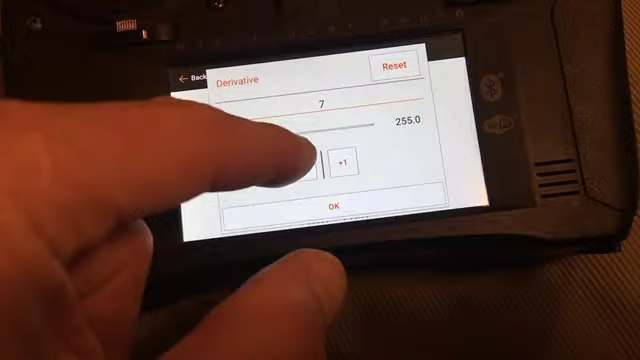 ← Back
Derivative
Reset
7
255.0
+1
OK